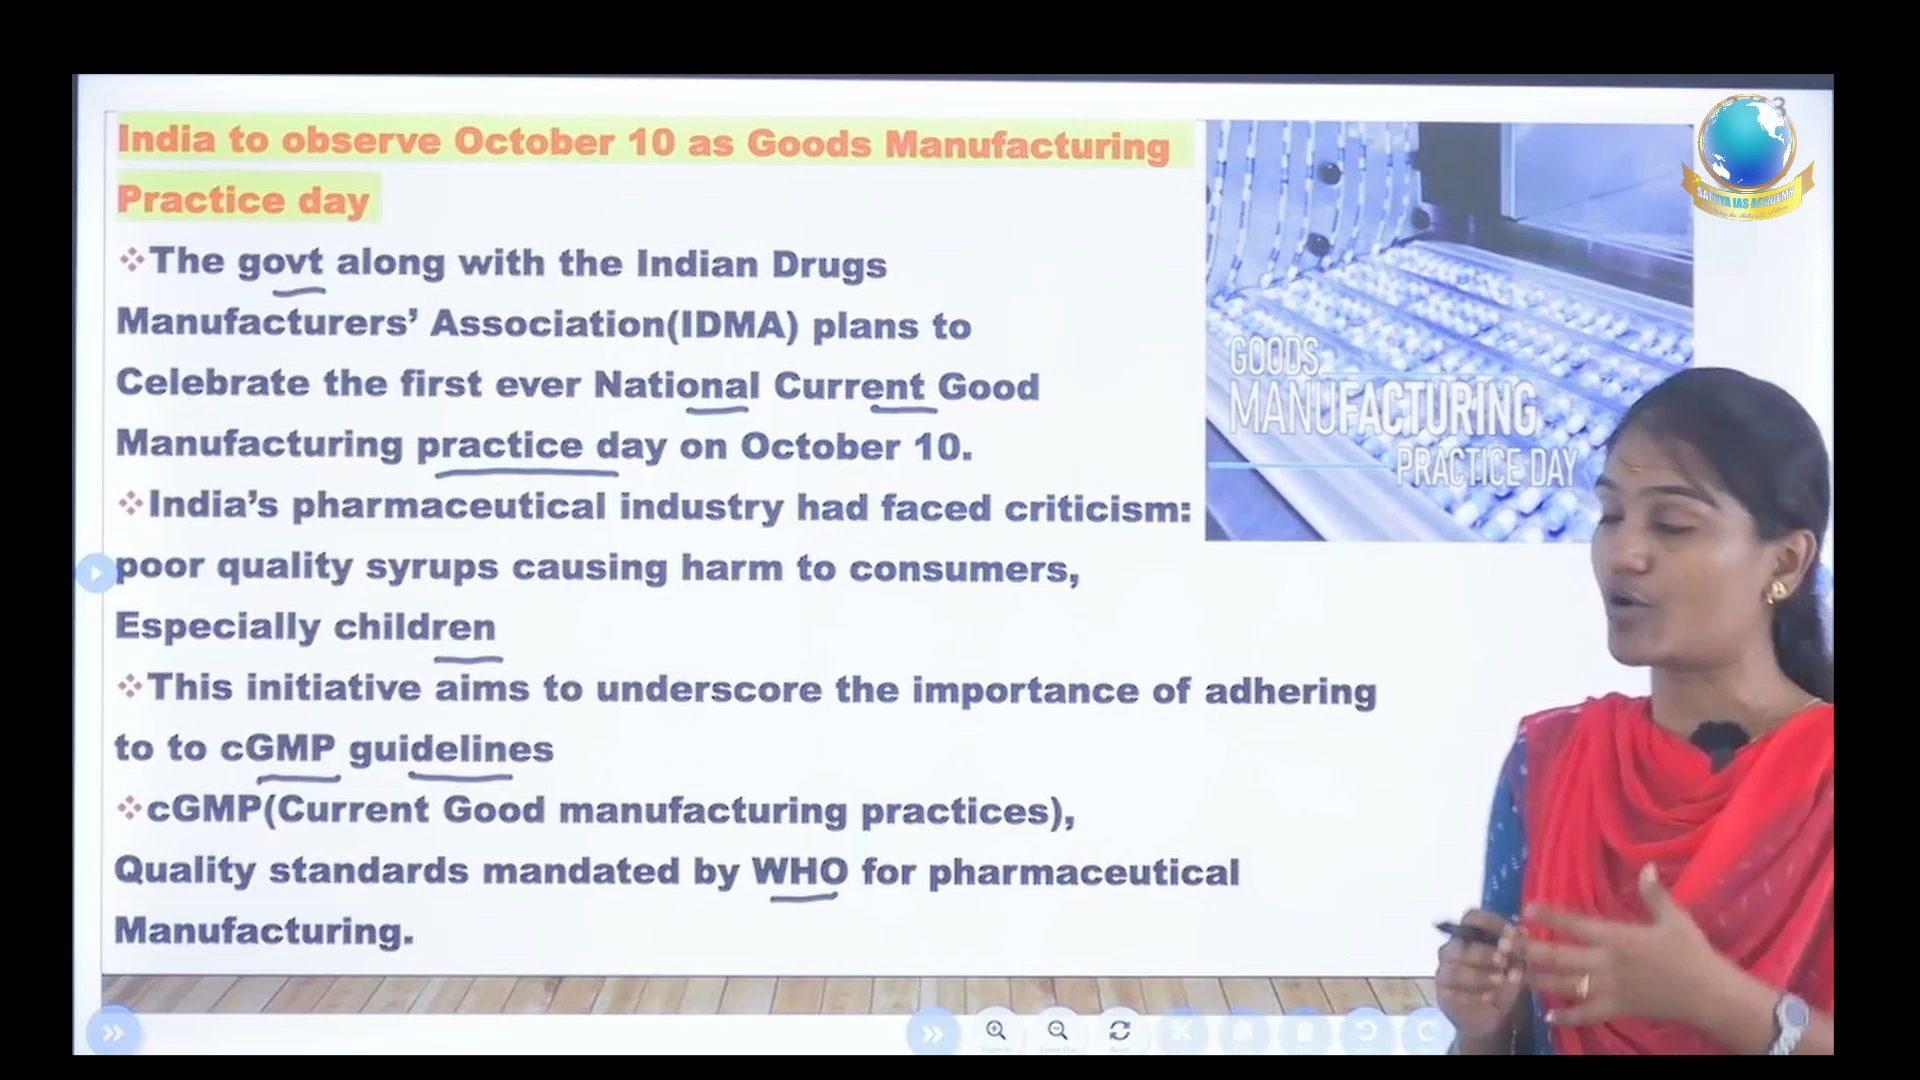 India to observe October 10 as Goods Manufacturing
Practice day
The govt along with the Indian Drugs
Manufacturers' Association(IDMA) plans to
Celebrate the first ever National Current Good
Manufacturing practice day on October 10.
India's pharmaceutical industry had faced criticism:
poor quality syrups causing harm to consumers,
Especially children
This initiative aims to underscore the importance of adhering
to to cGMP guidelines
cGMP(Current Good manufacturing practices),
Quality standards mandated by WHO for pharmaceutical
Manufacturing.
GOODS
MANUFACTURING
PRACTICE DAY
IAS ACADEMY